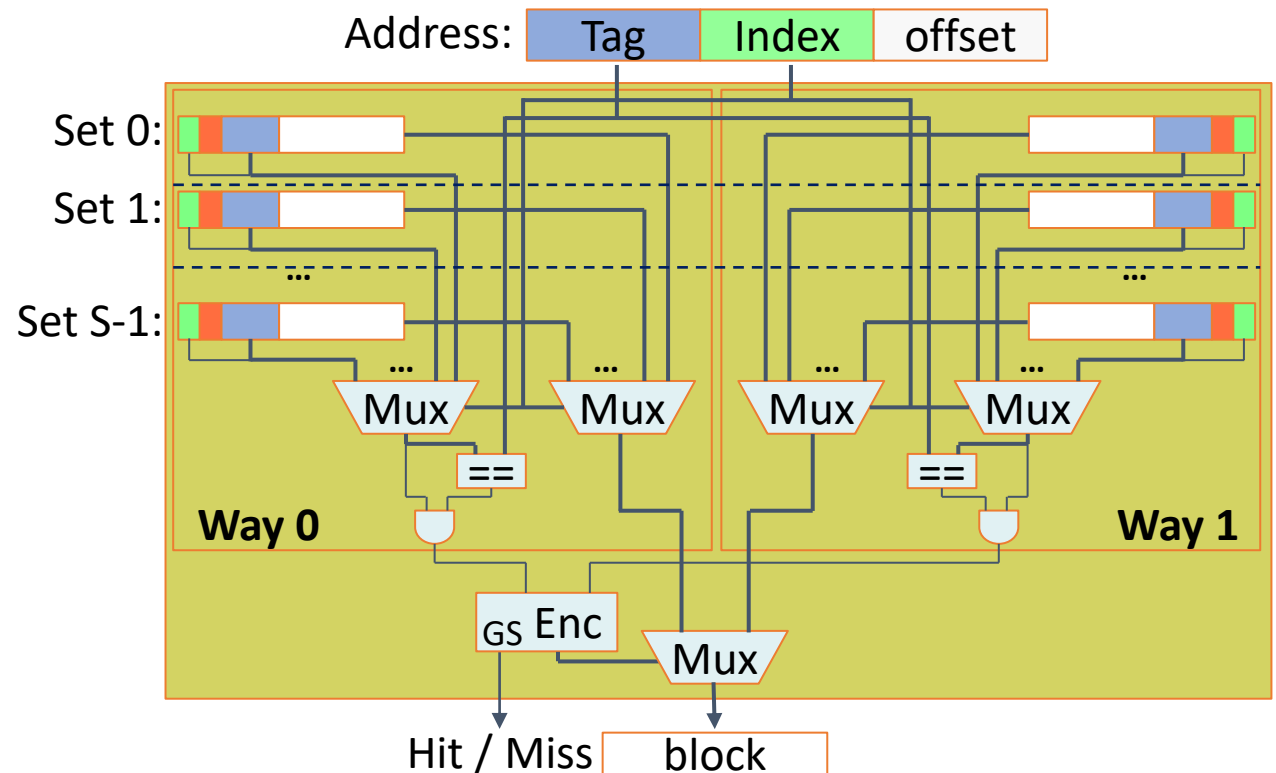 Address: Tag Index offset
Set 0:
Set 1:
... ...
Set S-1:
... ... ... ...
Mux Mux Mux Mux
== ==
Way 0 Way 1
GS Enc
Mux
Hit / Miss block